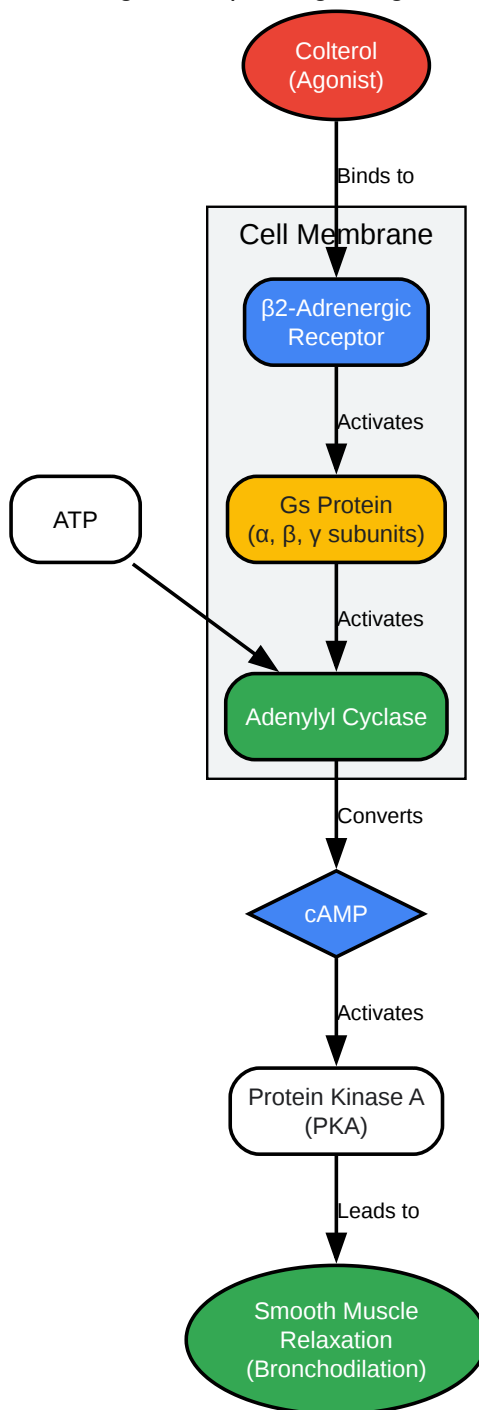 Colterol
(Agonist)
Binds to
Cell Membrane
β2-Adrenergic
Receptor
Activates
Gs Protein
(α, β, γ subunits)
ATP
Activates
Adenylyl Cyclase
Converts
cAMP
Activates
Protein Kinase A
(PKA)
Leads to
Smooth Muscle
Relaxation
(Bronchodilation)